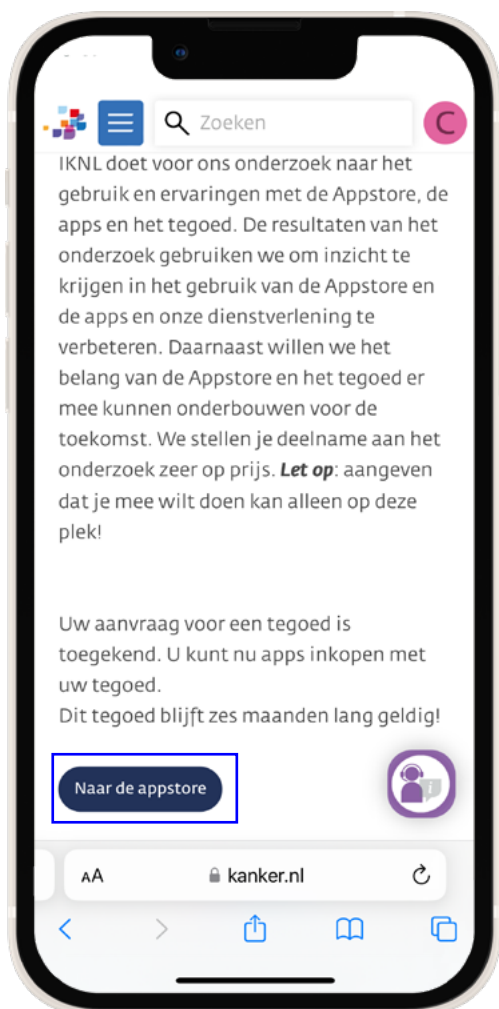 Zoeken
C
IKNL doet voor ons onderzoek naar het
gebruik en ervaringen met de Appstore, de
apps en het tegoed. De resultaten van het
onderzoek gebruiken we om inzicht te
krijgen in het gebruik van de Appstore en
de apps en onze dienstverlening te
verbeteren. Daarnaast willen we het
belang van de Appstore en het tegoed er
mee kunnen onderbouwen voor de
toekomst. We stellen je deelname aan het
onderzoek zeer op prijs. Let op: aangeven
dat je mee wilt doen kan alleen op deze
plek!
Uw aanvraag voor een tegoed is
toegekend. U kunt nu apps inkopen met
uw tegoed.
Dit tegoed blijft zes maanden lang geldig!
Naar de appstore
i
AA
kanker.nl